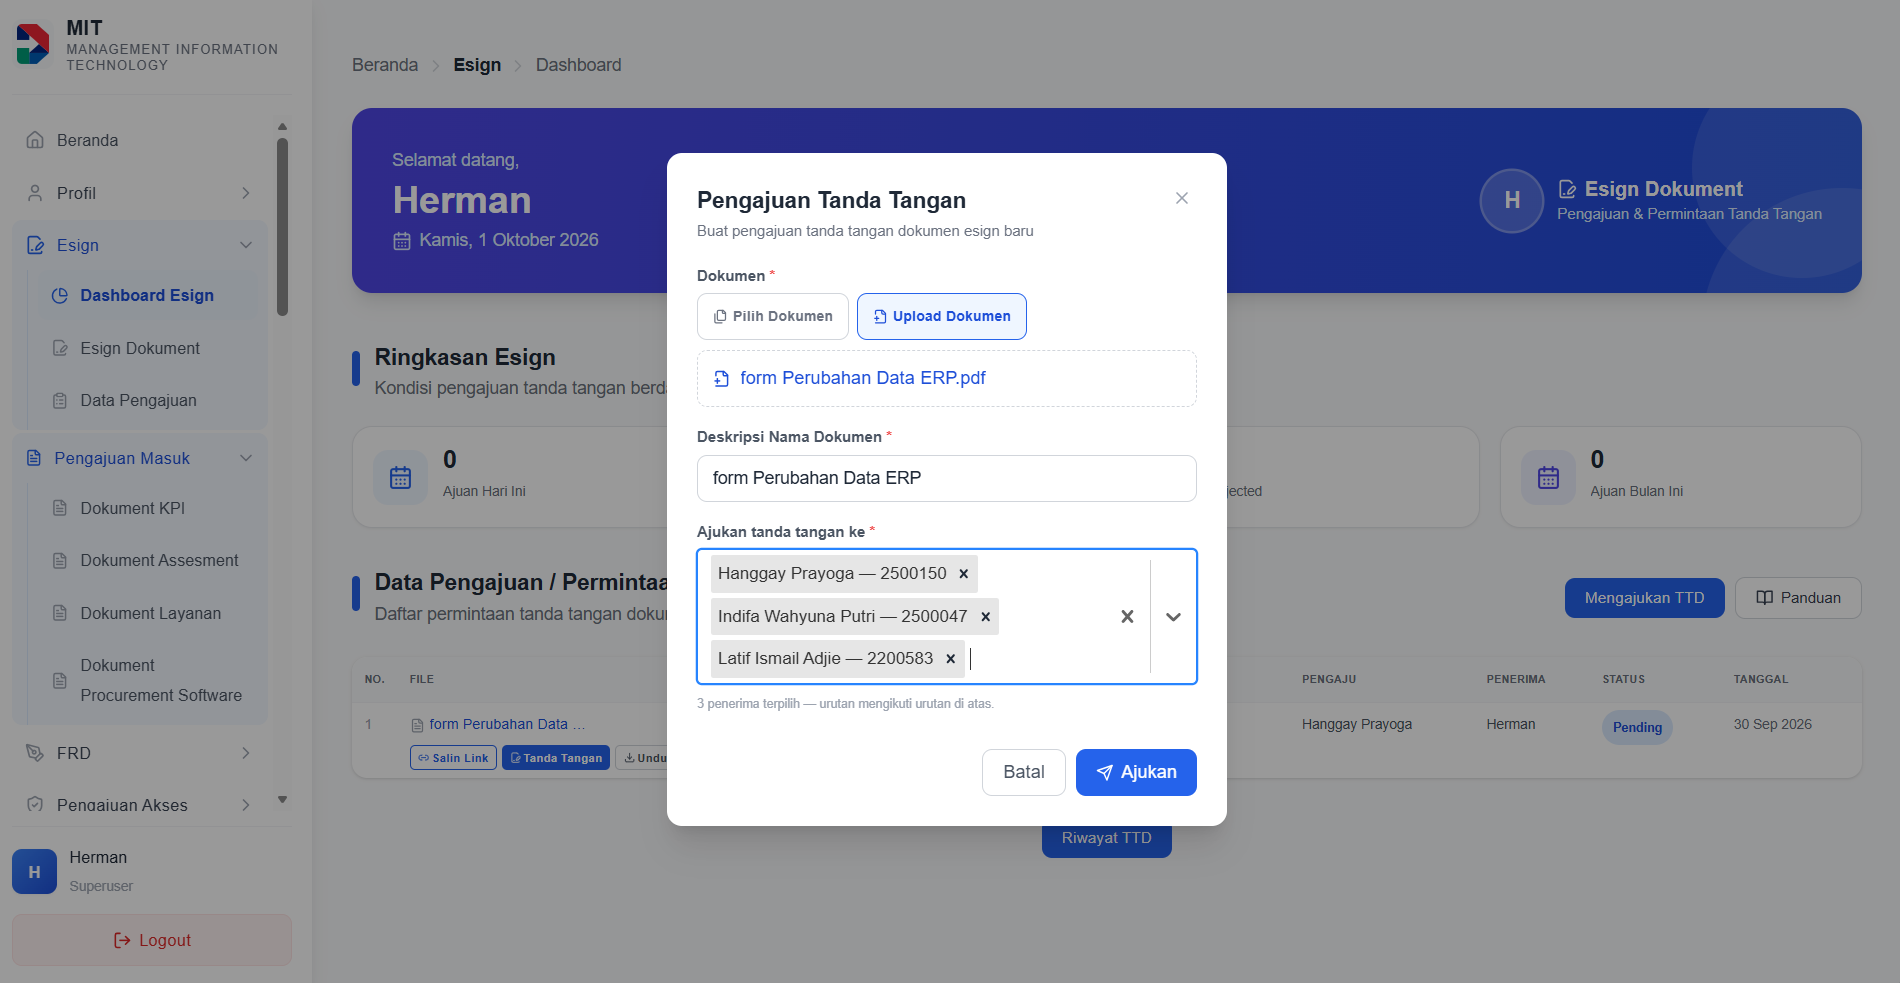 MIT
MANAGEMENT INFORMATION
TECHNOLOGY
Beranda
Profil
Esign
Dashboard Esign
Esign Dokument
Data Pengajuan
Pengajuan Masuk
Dokument KPI
Dokument Assesment
Dokument Layanan
Dokument
Procurement Software
FRD
Pengajuan Akses
H
Herman
Superuser
Logout
Beranda > Esign > Dashboard
Selamat datang,
Herman
Kamis, 1 Oktober 2026
H
Esign Dokument
Pengajuan & Permintaan Tanda Tangan
Ringkasan Esign
Kondisi pengajuan tanda tangan
0
Ajuan Hari Ini
0
Ajuan Bulan Ini
Data Pengajuan /
Daftar permintaan tanda tangan
Mengajukan TTD
Panduan
NO. FILE PENGAJU PENERIMA STATUS TANGGAL
1 form Perubahan Data ... Hanggay Prayoga Herman Pending 30 Sep 2026
Salin Link Tanda Tangan
Riwayat TTD
Pengajuan Tanda Tangan
Buat pengajuan tanda tangan dokumen esign baru
Dokumen *
Pilih Dokumen
Upload Dokumen
form Perubahan Data ERP.pdf
Deskripsi Nama Dokumen *
form Perubahan Data ERP
Ajukan tanda tangan ke *
Hanggay Prayoga — 2500150
Indifa Wahyuna Putri — 2500047
Latif Ismail Adjie — 2200583
3 penerima terpilih — urutan mengikuti urutan di atas.
Batal
Ajukan